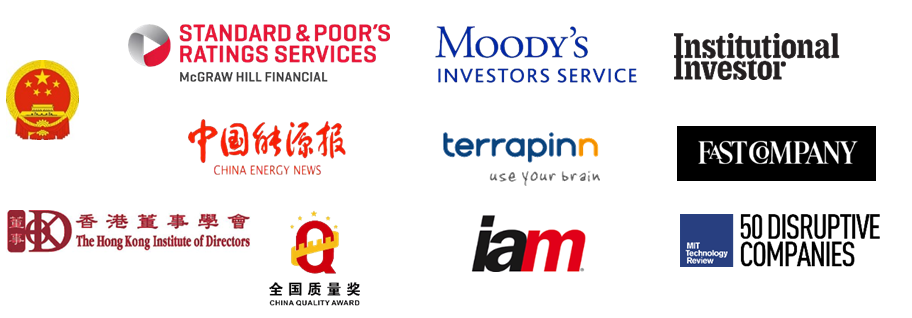 STANDARD & POOR'S
RATINGS SERVICES
McGRAW HILL FINANCIAL
MOODY'S
INVESTORS SERVICE
Institutional
Investor
中国能源报
CHINA ENERGY NEWS
terrapinn
use your brain
FAST COMPANY
董事
香港董事學會
The Hong Kong Institute of Directors
全国质量奖
CHINA QUALITY AWARD
iam
MIT
Technology
Review
50 DISRUPTIVE
COMPANIES